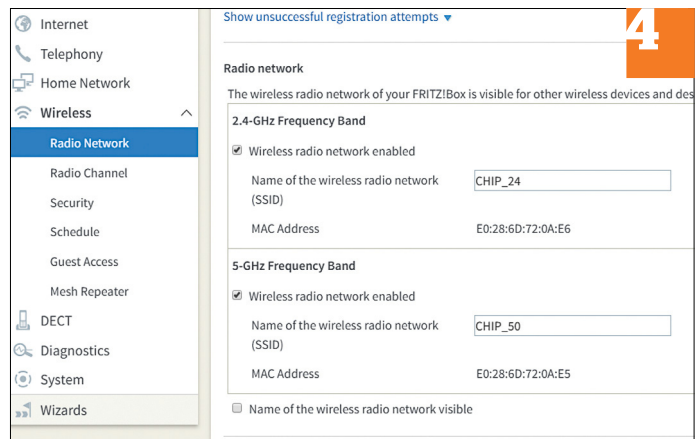 Internet
Telephony
Home Network
Wireless
Radio Network
Radio Channel
Security
Schedule
Guest Access
Mesh Repeater
DECT
Diagnostics
System
Wizards
Show unsuccessful registration attempts
4
Radio network
The wireless radio network of your FRITZ!Box is visible for other wireless devices and des
2.4-GHz Frequency Band
Wireless radio network enabled
Name of the wireless radio network CHIP_24
(SSID)
MAC Address E0:28:6D:72:0A:E6
5-GHz Frequency Band
Wireless radio network enabled
Name of the wireless radio network CHIP_50
(SSID)
MAC Address E0:28:6D:72:0A:E5
Name of the wireless radio network visible